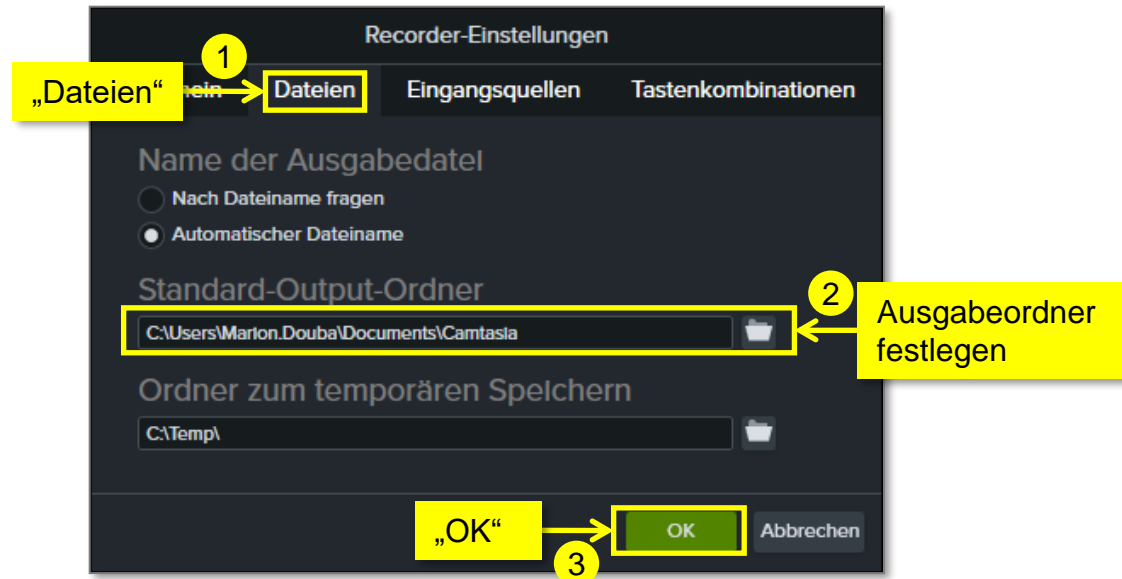 Recorder-Einstellungen
1
„Dateien“
Dateien
Eingangsquellen
Tastenkombinationen
Name der Ausgabedatei
Nach Dateiname fragen
Automatischer Dateiname
Standard-Output-Ordner
2
C:\Users\Marlon.Douba\Documents\Camtasia
Ausgabeordner
festlegen
Ordner zum temporären Speichern
C:\Temp\
„OK“
OK
Abbrechen
3